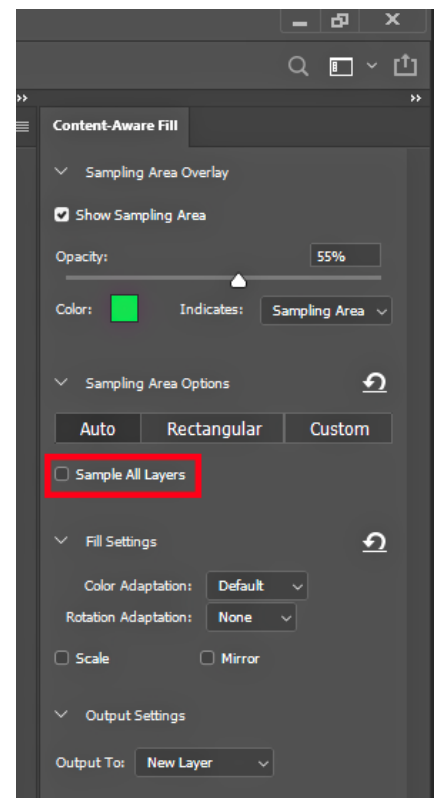 Content-Aware Fill
Sampling Area Overlay
Show Sampling Area
Opacity: 55%
Color: Indicates: Sampling Area
Sampling Area Options
Auto Rectangular Custom
Sample All Layers
Fill Settings
Color Adaptation: Default
Rotation Adaptation: None
Scale Mirror
Output Settings
Output To: New Layer